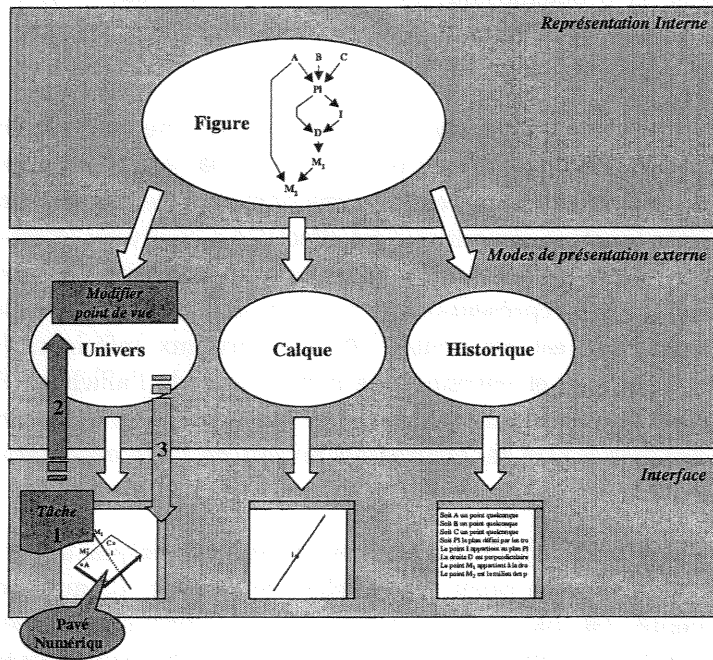 Représentation Interne
A B C
Pl
Figure
I
D
M1
M2
Modes de présentation externe
Modifier
point de vue
Univers
Calque
Historique
2
3
Interface
Tâche
1
M1
C
M2
I
A
I
Soit A un point quelconque
Soit B un point quelconque
Soit C un point quelconque
Soit Pl le plan défini par les tro
Le point I appartient au plan Pl
La droite D est perpendiculaire
Le point M1 appartient à la dro
Le point M2 est le milieu des p
Pavé
Numériqu